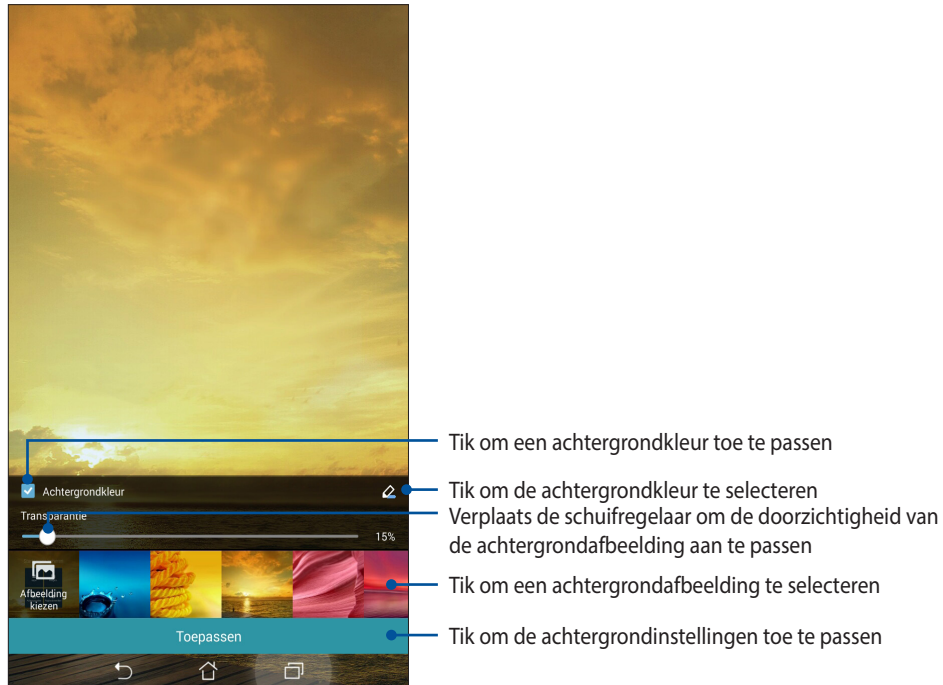 Tik om een achtergrondkleur toe te passen
Achtergrondkleur
Tik om de achtergrondkleur te selecteren
Transparantie
15%
Verplaats de schuifregelaar om de doorzichtigheid van
de achtergrondafbeelding aan te passen
Afbeelding
kiezen
Tik om een achtergrondafbeelding te selecteren
Toepassen
Tik om de achtergrondinstellingen toe te passen